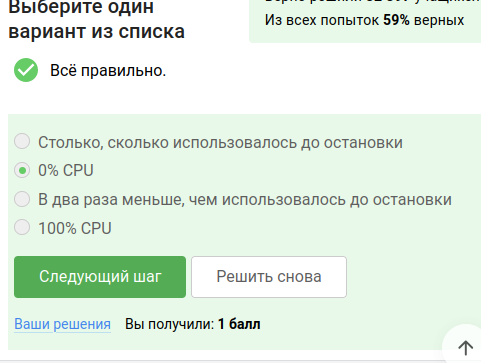 Выберите один
вариант из списка
Из всех попыток 59% верных
Всё правильно.
Столько, сколько использовалось до остановки
0% CPU
В два раза меньше, чем использовалось до остановки
100% CPU
Следующий шаг
Решить снова
Ваши решения Вы получили: 1 балл